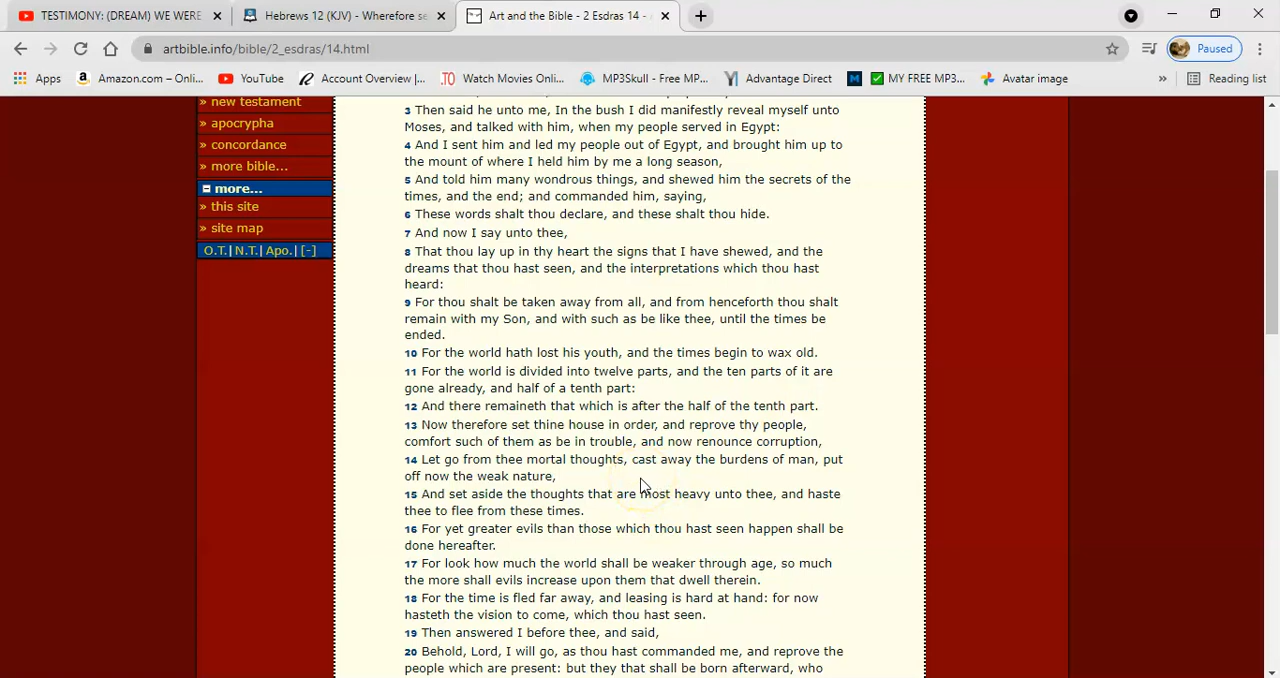 TESTIMONY: (DREAM) WE WERE
Hebrews 12 (KJV) - Wherefore se
Art and the Bible - 2 Esdras 14 -
artbible.info/bible/2_esdras/14.html
Paused
Apps
Amazon.com – Onli...
YouTube
Account Overview |...
Watch Movies Onlin...
MP3Skull - Free MP...
Advantage Direct
MY FREE MP3...
Avatar image
»
Reading list
» new testament
» apocrypha
» concordance
» more bible...
more...
» this site
» site map
O.T.| N.T.| Apo.| [-]
3 Then said he unto me, In the bush I did manifestly reveal myself unto
Moses, and talked with him, when my people served in Egypt:
4 And I sent him and led my people out of Egypt, and brought him up to
the mount of where I held him by me a long season,
5 And told him many wondrous things, and shewed him the secrets of the
times, and the end; and commanded him, saying,
6 These words shalt thou declare, and these shalt thou hide.
7 And now I say unto thee,
8 That thou lay up in thy heart the signs that I have shewed, and the
dreams that thou hast seen, and the interpretations which thou hast
heard:
9 For thou shalt be taken away from all, and from henceforth thou shalt
remain with my Son, and with such as be like thee, until the times be
ended.
10 For the world hath lost his youth, and the times begin to wax old.
11 For the world is divided into twelve parts, and the ten parts of it are
gone already, and half of a tenth part:
12 And there remaineth that which is after the half of the tenth part.
13 Now therefore set thine house in order, and reprove thy people,
comfort such of them as be in trouble, and now renounce corruption,
14 Let go from thee mortal thoughts, cast away the burdens of man, put
off now the weak nature,
15 And set aside the thoughts that are most heavy unto thee, and haste
thee to flee from these times.
16 For yet greater evils than those which thou hast seen happen shall be
done hereafter.
17 For look how much the world shall be weaker through age, so much
the more shall evils increase upon them that dwell therein.
18 For the time is fled far away, and leasing is hard at hand: for now
hasteth the vision to come, which thou hast seen.
19 Then answered I before thee, and said,
20 Behold, Lord, I will go, as thou hast commanded me, and reprove the
people which are present: but they that shall be born afterward, who